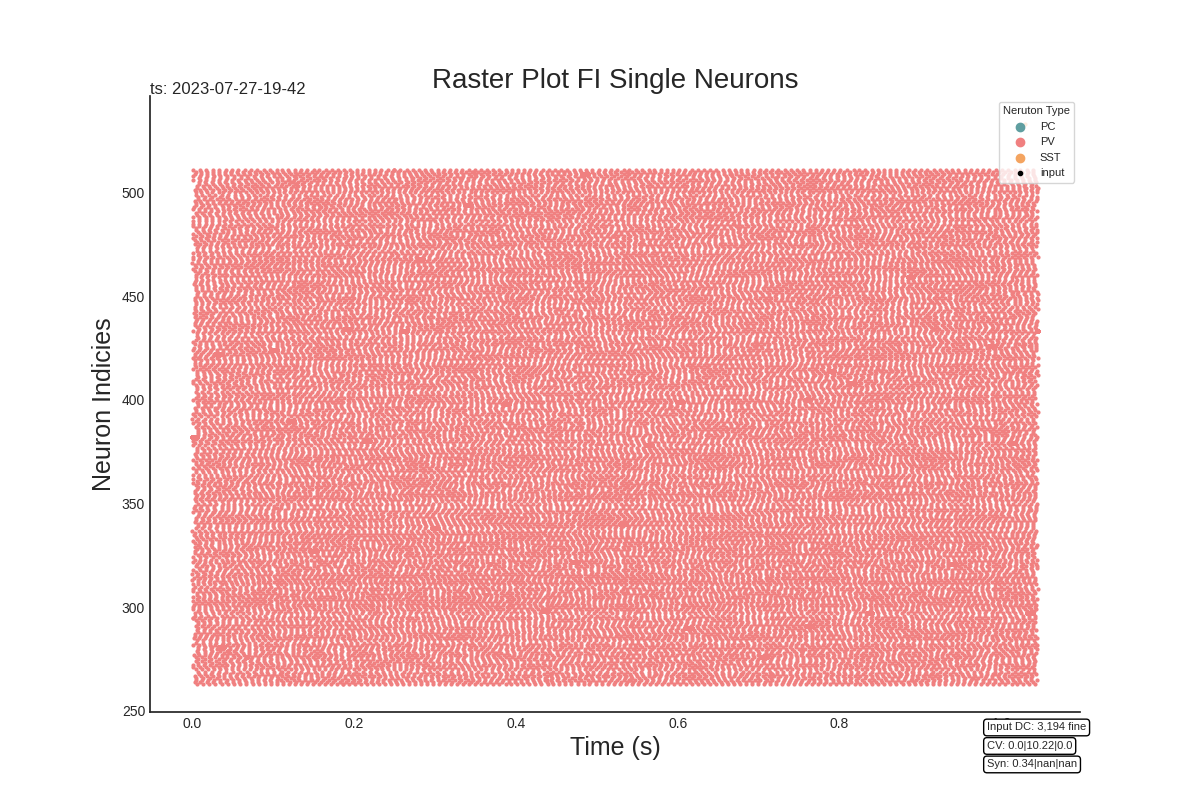 Raster Plot FI Single Neurons
ts: 2023-07-27-19-42
Neruton Type
PC
PV
SST
input
500
450
400
350
300
250
Neuron Indicies
0.0 0.2 0.4 0.6 0.8
Time (s)
Input DC: 3,194 fine
CV: 0.0|10.22|0.0
Syn: 0.34|nan|nan